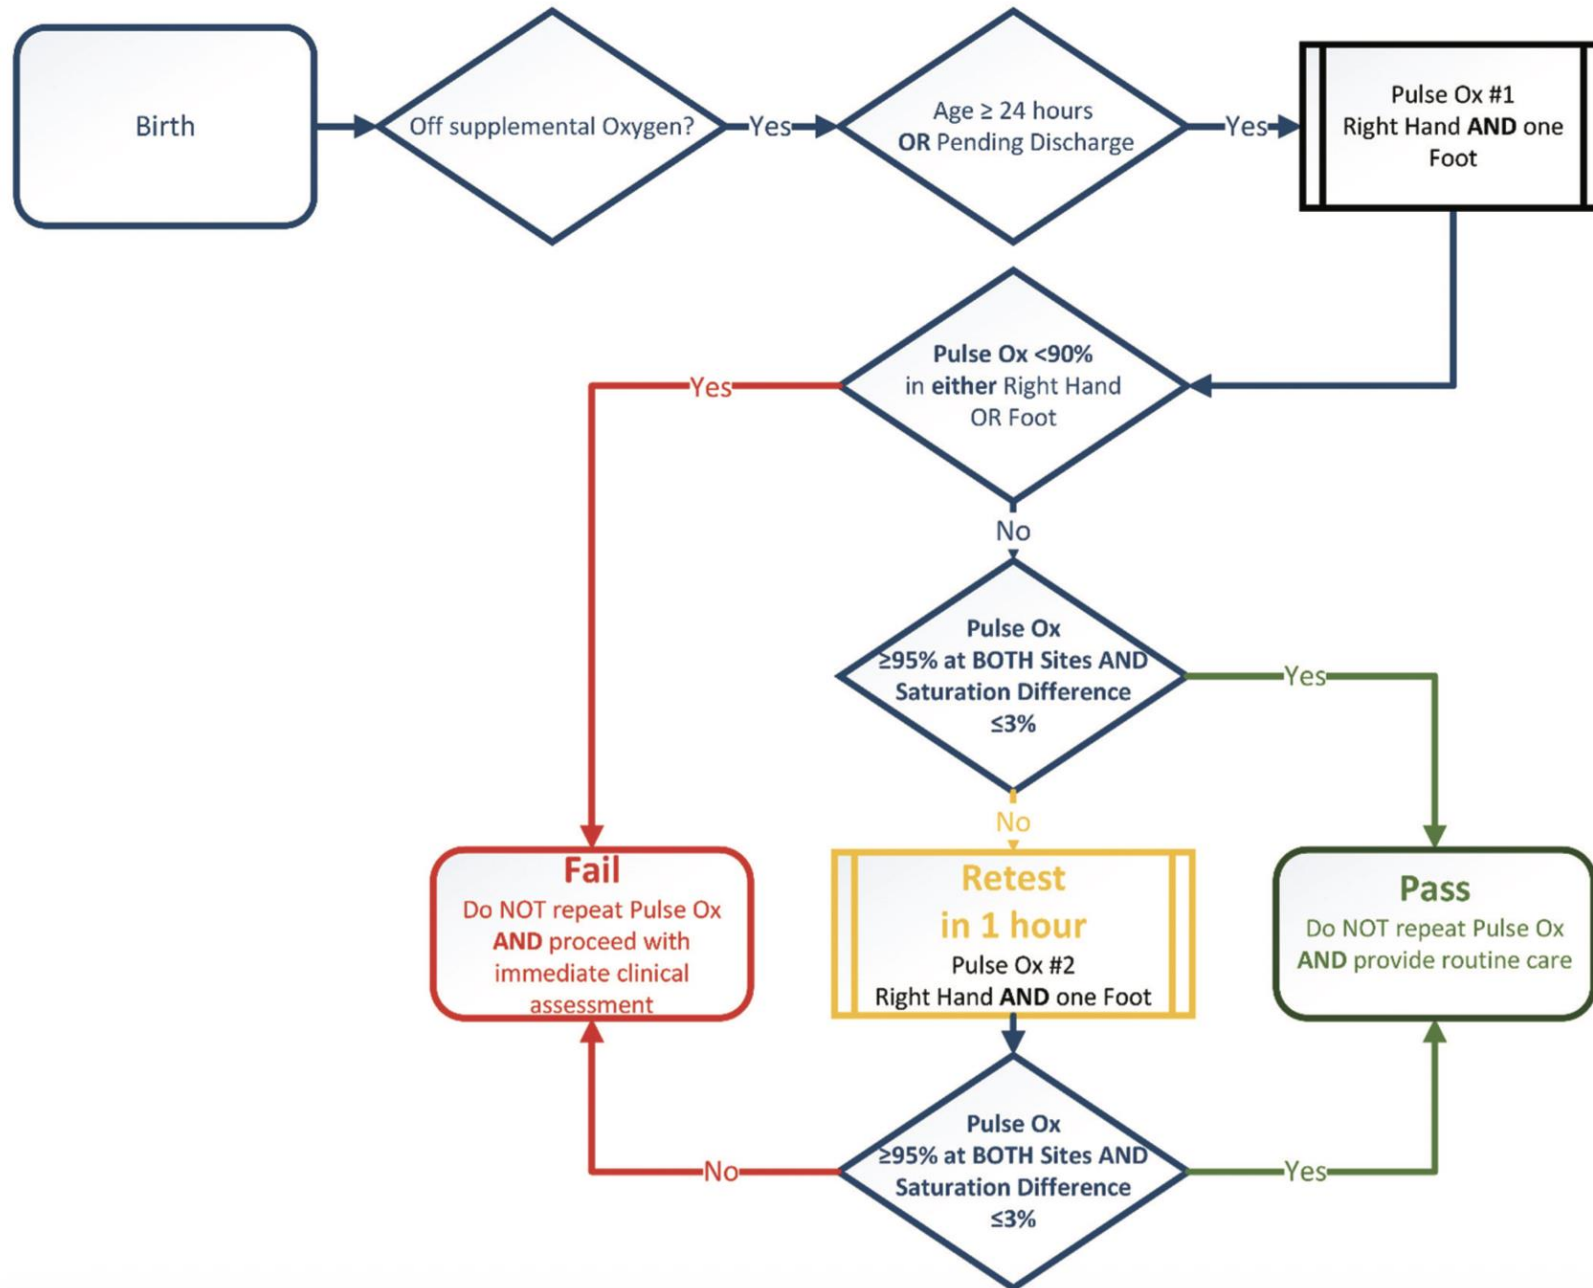 Birth
Off supplemental Oxygen?
Yes
Age ≥ 24 hours
OR Pending Discharge
Yes
Pulse Ox #1
Right Hand AND one
Foot
Pulse Ox <90%
in either Right Hand
OR Foot
Yes
No
Pulse Ox
≥95% at BOTH Sites AND
Saturation Difference
≤3%
Yes
No
Fail
Do NOT repeat Pulse Ox
AND proceed with
immediate clinical
assessment
Retest
in 1 hour
Pulse Ox #2
Right Hand AND one Foot
Pass
Do NOT repeat Pulse Ox
AND provide routine care
Pulse Ox
≥95% at BOTH Sites AND
Saturation Difference
≤3%
No
Yes